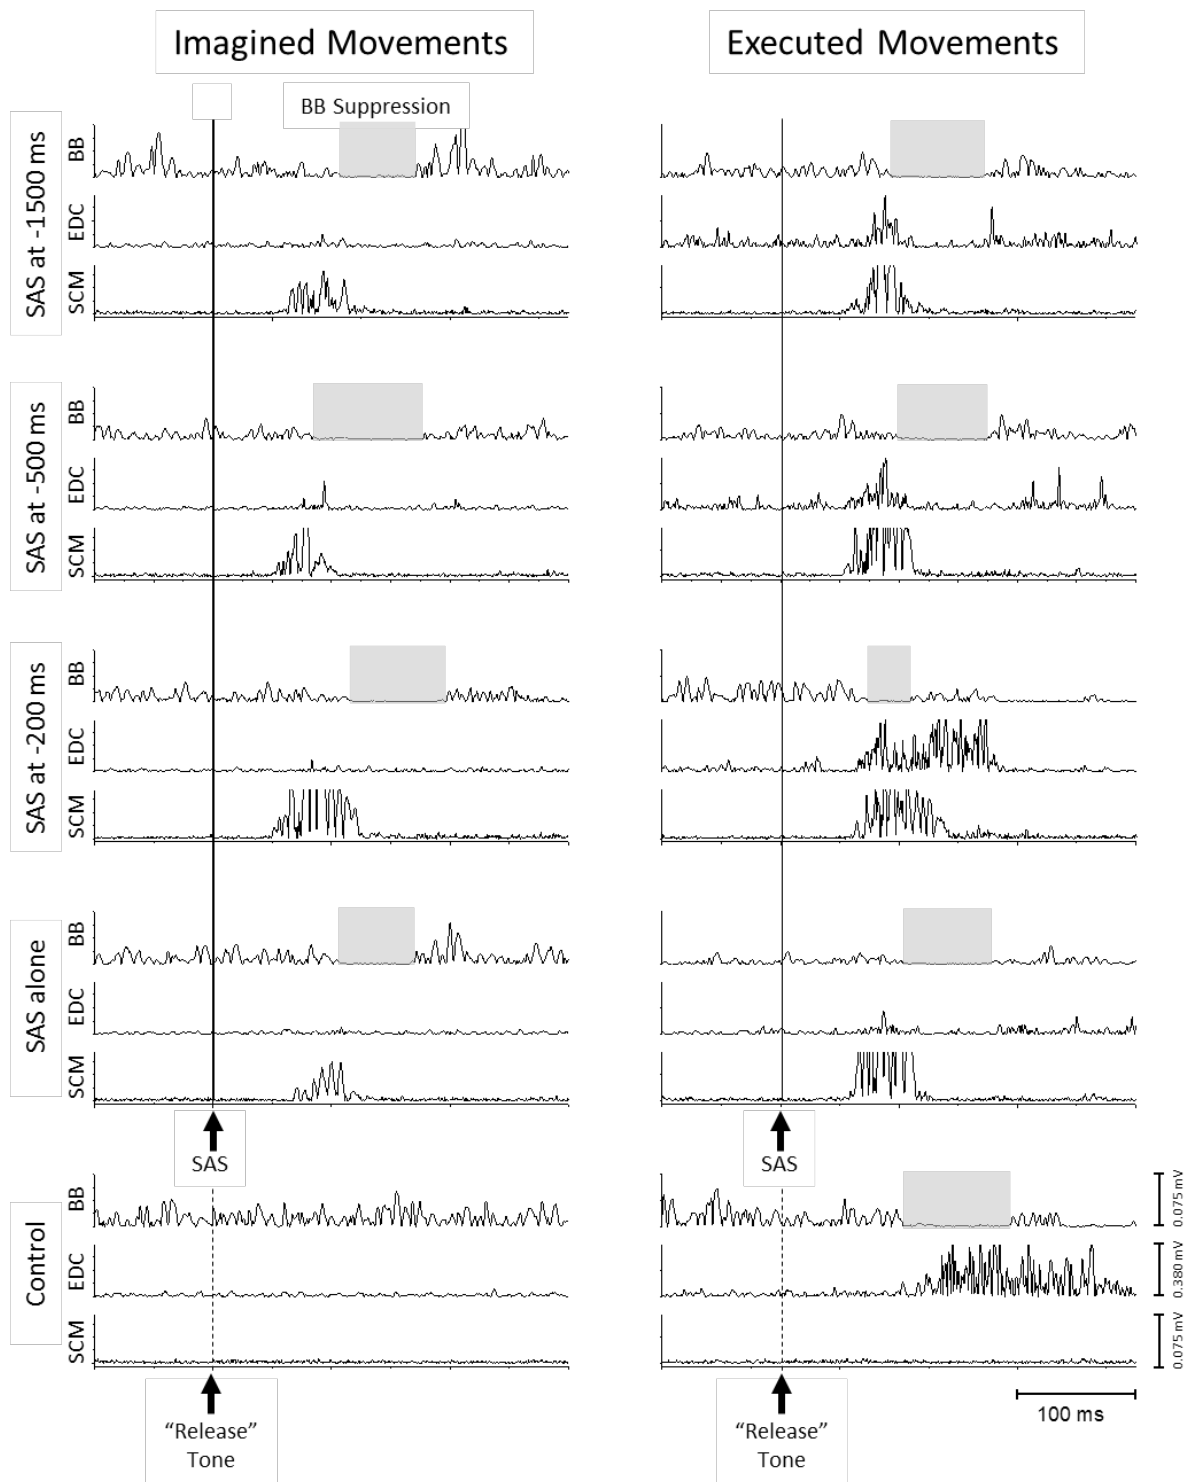 Imagined Movements
Executed Movements
BB Suppression
SAS at -1500 ms
BB
EDC
SCM
SAS at -500 ms
BB
EDC
SCM
SAS at -200 ms
BB
EDC
SCM
SAS alone
BB
EDC
SCM
SAS
SAS
Control
BB
EDC
SCM
0.075 mV
0.380 mV
0.075 mV
100 ms
“Release”
Tone
“Release”
Tone